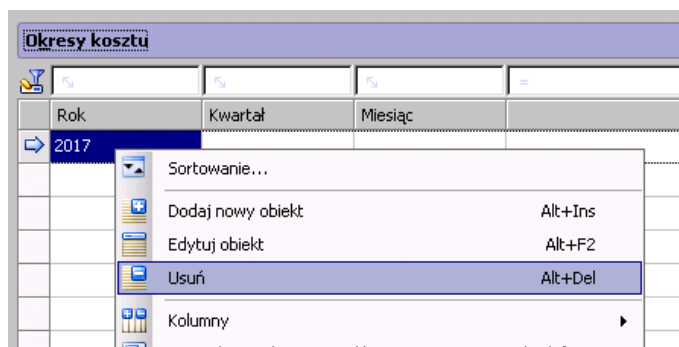 Okresy kosztu
=
Rok Kwartał Miesiąc
2017
Sortowanie...
Dodaj nowy obiekt Alt+Ins
Edytuj obiekt Alt+F2
Usuń Alt+Del
Kolumny